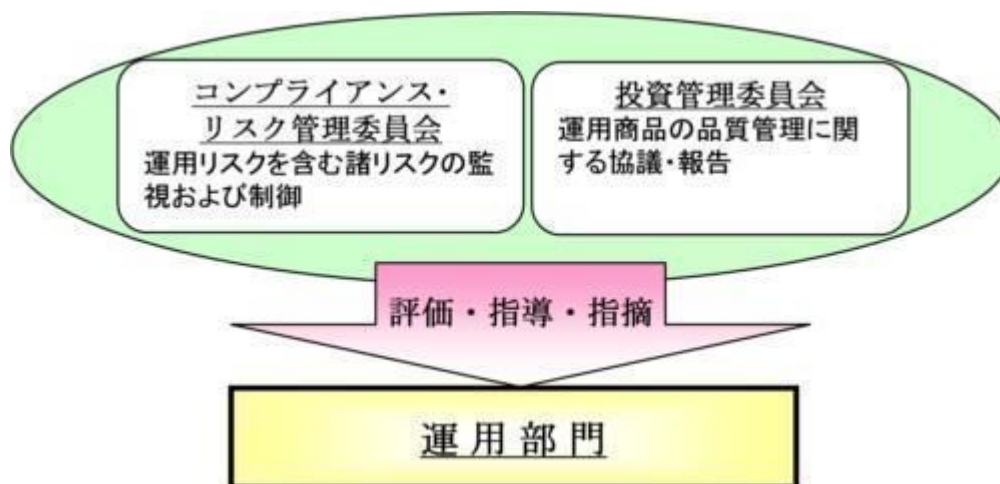 コンプライアンス・
リスク管理委員会
運用リスクを含む諸リスクの監
視および制御
投資管理委員会
運用商品の品質管理に関
する協議・報告
評価・指導・指摘
運用部門